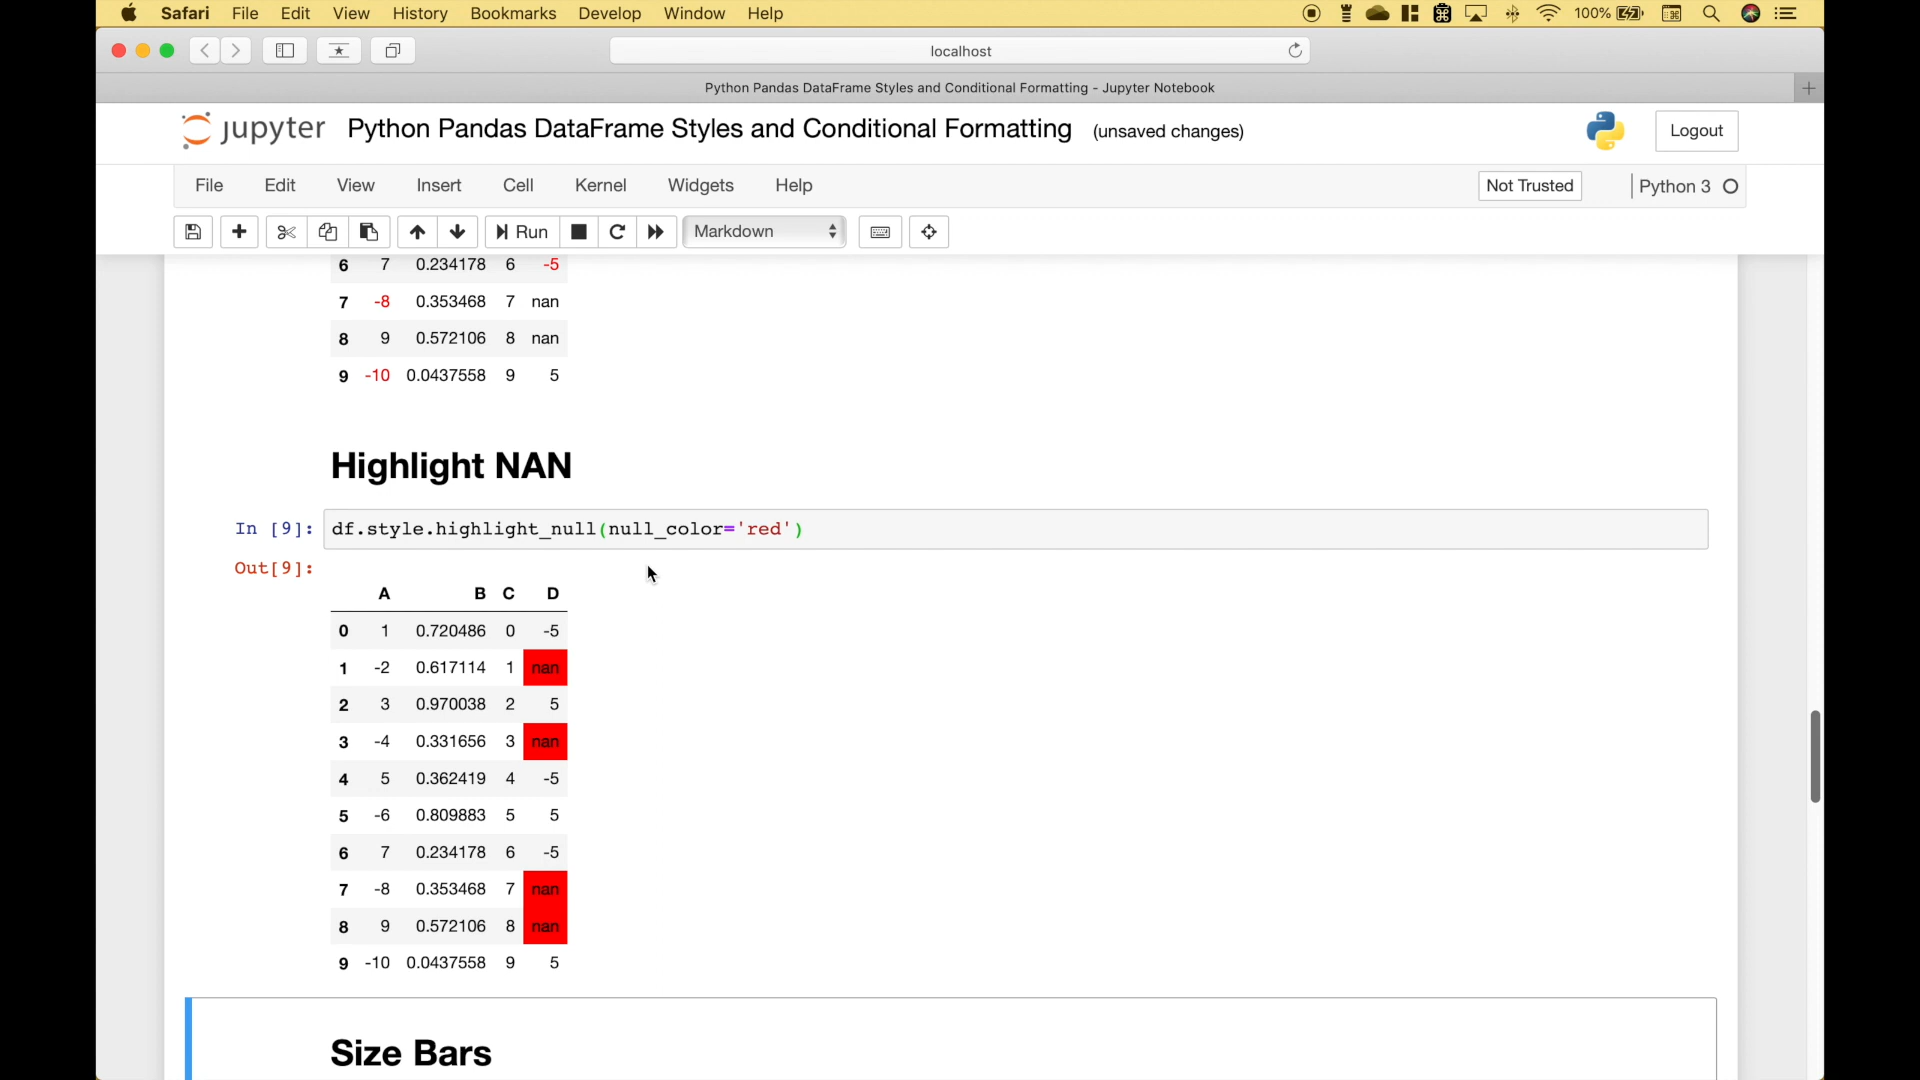 Safari File Edit View History Bookmarks Develop Window Help 100%
localhost
Python Pandas DataFrame Styles and Conditional Formatting - Jupyter Notebook
jupyter Python Pandas DataFrame Styles and Conditional Formatting (unsaved changes) Logout
File Edit View Insert Cell Kernel Widgets Help Not Trusted Python 3
Run Markdown
6 7 0.234178 6 -5
7 -8 0.353468 7 nan
8 9 0.572106 8 nan
9 -10 0.0437558 9 5
Highlight NAN
In [9]: df.style.highlight_null(null_color='red')
Out[9]:
A B C D
0 1 0.720486 0 -5
1 -2 0.617114 1 nan
2 3 0.970038 2 5
3 -4 0.331656 3 nan
4 5 0.362419 4 -5
5 -6 0.809883 5 5
6 7 0.234178 6 -5
7 -8 0.353468 7 nan
8 9 0.572106 8 nan
9 -10 0.0437558 9 5
Size Bars